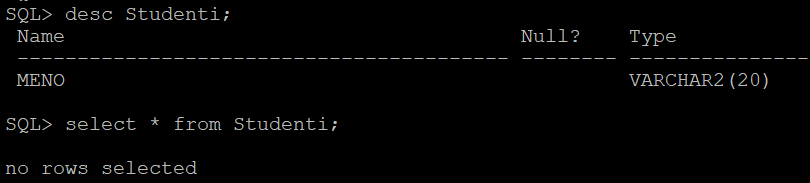 SQL> desc Studenti;
Name Null? Type
----------------------------------------- -------- ---------------
MENO VARCHAR2(20)
SQL> select * from Studenti;
no rows selected